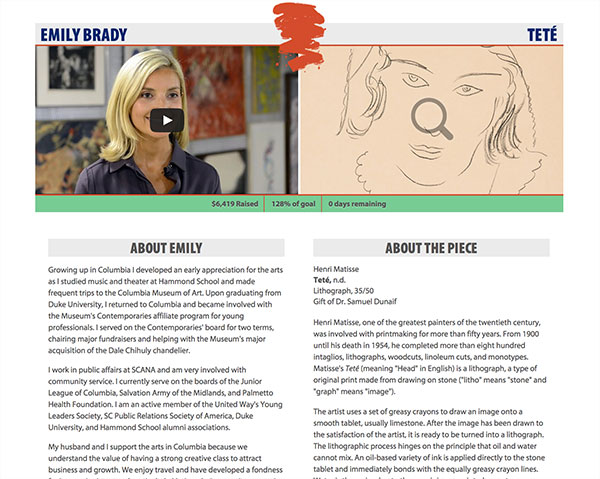 EMILY BRADY
TETÉ
$6,419 Raised
128% of goal
0 days remaining
ABOUT EMILY
Growing up in Columbia I developed an early appreciation for the arts
as I studied music and theater at Hammond School and made
frequent trips to the Columbia Museum of Art. Upon graduating from
Duke University, I returned to Columbia and became involved with
the Museum's Contemporaries affiliate program for young
professionals. I served on the Contemporaries' board for two terms,
chairing major fundraisers and helping with the Museum's major
acquisition of the Dale Chihuly chandelier.
I work in public affairs at SCANA and am very involved with
community service. I currently serve on the boards of the Junior
League of Columbia, Salvation Army of the Midlands, and Palmetto
Health Foundation. I am an active member of the United Way's Young
Leaders Society, SC Public Relations Society of America, Duke
University, and Hammond School alumni associations.
My husband and I support the arts in Columbia because we
understand the value of having a strong creative class to attract
business and growth. We enjoy travel and have developed a fondness
ABOUT THE PIECE
Henri Matisse
Teté, n.d.
Lithograph, 35/50
Gift of Dr. Samuel Dunaif
Henri Matisse, one of the greatest painters of the twentieth century,
was involved with printmaking for more than fifty years. From 1900
until his death in 1954, he completed more than eight hundred
intaglios, lithographs, woodcuts, linoleum cuts, and monotypes.
Matisse's Teté (meaning "Head" in English) is a lithograph, a type of
original print made from drawing on stone ("litho" means "stone" and
"graph" means "image").
The artist uses a set of greasy crayons to draw an image onto a
smooth tablet, usually limestone. After the image has been drawn to
the satisfaction of the artist, it is ready to be turned into a lithograph.
The lithographic process hinges on the principle that oil and water
cannot mix. An oil-based variety of ink is applied directly to the stone
tablet and immediately bonds with the equally greasy crayon lines.